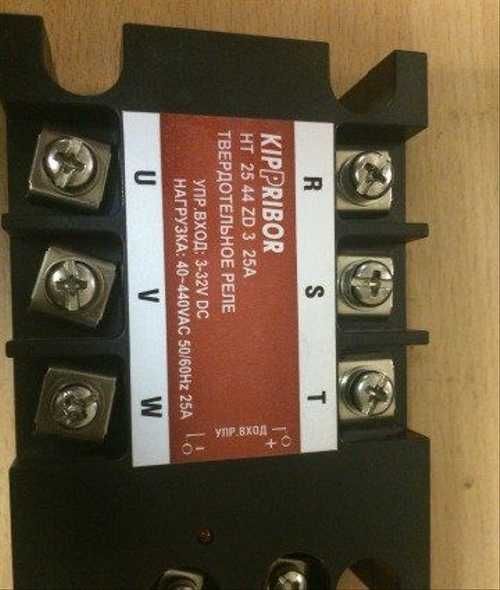 R S T
KIPPRIBOR
HT 25 44 ZD 3 25A
ТВЕРДОТЕЛЬНОЕ РЕЛЕ
УПР.ВХОД: 3-32V DC
НАГРУЗКА: 40~440VAC 50/60Hz 25A
УПР.ВХОД
+
-
U V W